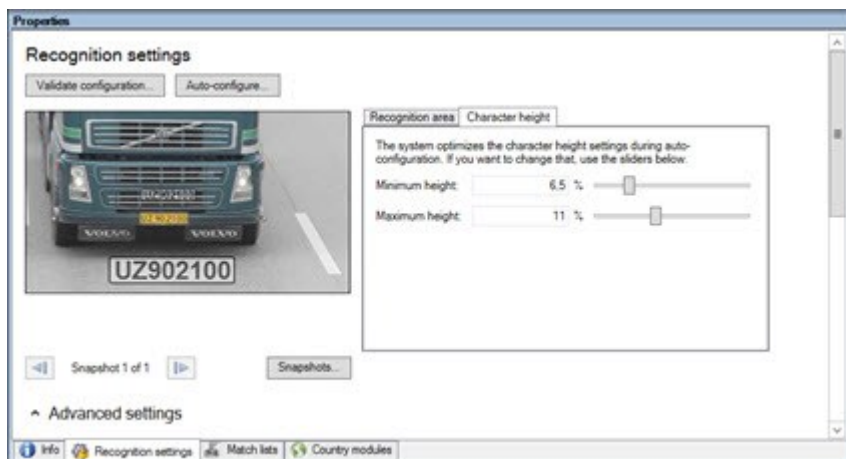 Properties
Recognition settings
Validate configuration... Auto-configure...
Recognition area Character height
The system optimizes the character height settings during auto-
configuration. If you want to change that, use the sliders below.
Minimum height: 6,5 %
Maximum height: 11 %
UZ 902100
VOLVO VOLVO
UZ902100
Snapshot 1 of 1 Snapshots...
Advanced settings
Info Recognition settings Match lists Country modules